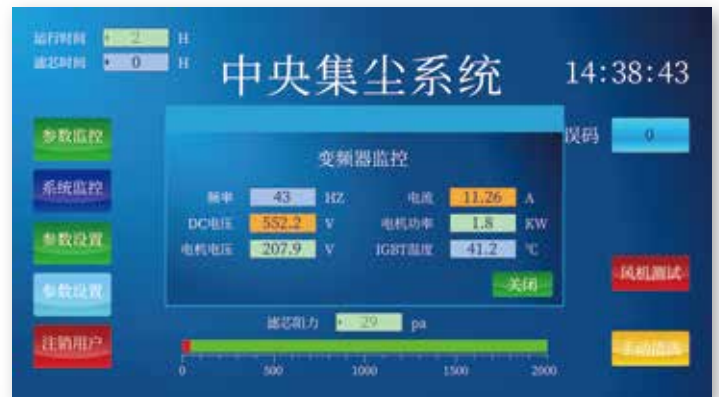 运行时间 2 H
滤芯时间 0 H
中央集尘系统
14:38:43
参数监控
误码 0
变频器监控
系统监控
频率 43 HZ 电流 11.26 A
DC电压 552.2 V 电机功率 1.8 KW
参数设置
电机电压 207.9 V IGBT温度 41.2 ℃
风机测试
关闭
参数设置
滤芯阻力 29 pa
注销用户
0 500 1000 1500 2000